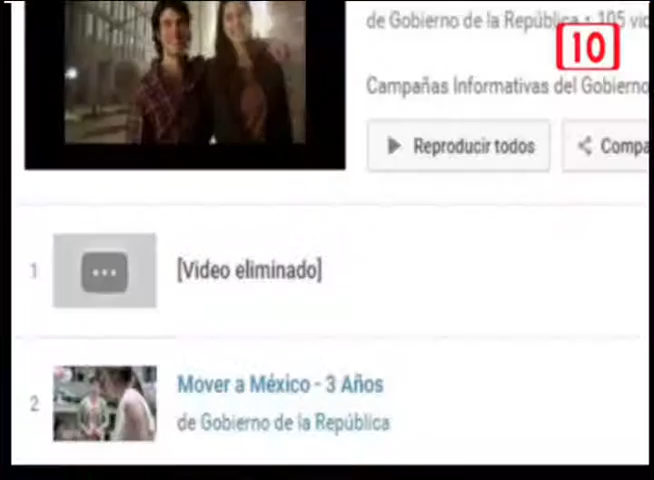 de Gobierno de la República • 105
10
Campañas Informativas del Gobierno
Reproducir todos
1
[Video eliminado]
2
Mover a México - 3 Años
de Gobierno de la República